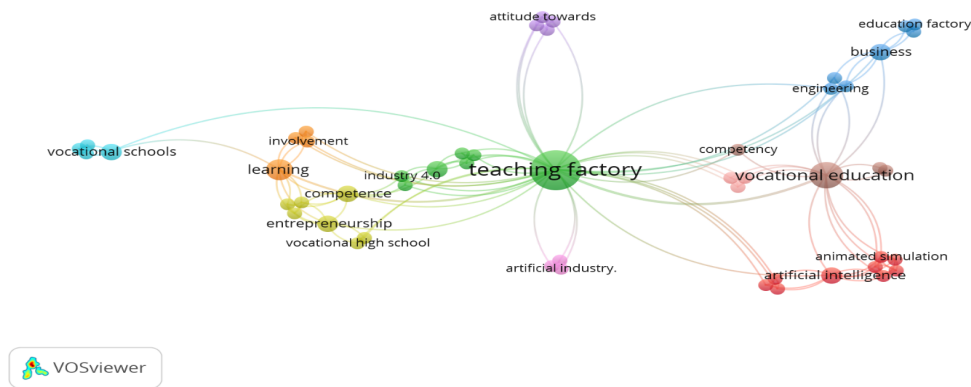 attitude towards
education factory
business
engineering
involvement
vocational schools
competency
learning
industry 4.0
teaching factory
vocational education
competence
entrepreneurship
vocational high school
animated simulation
artificial industry.
artificial intelligence
VOSviewer